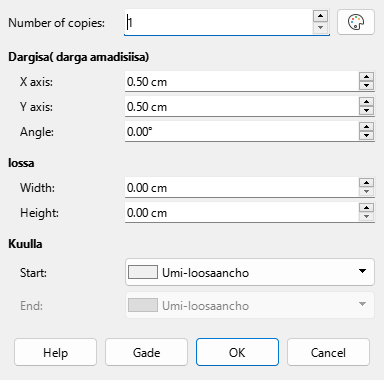 Number of copies: 1
Dargisa( darga amadisiisa)
X axis: 0.50 cm
Y axis: 0.50 cm
Angle: 0.00°
Iossa
Width: 0.00 cm
Height: 0.00 cm
Kuulla
Start: Umi-loosaancho
End: Umi-loosaancho
Help Gade OK Cancel